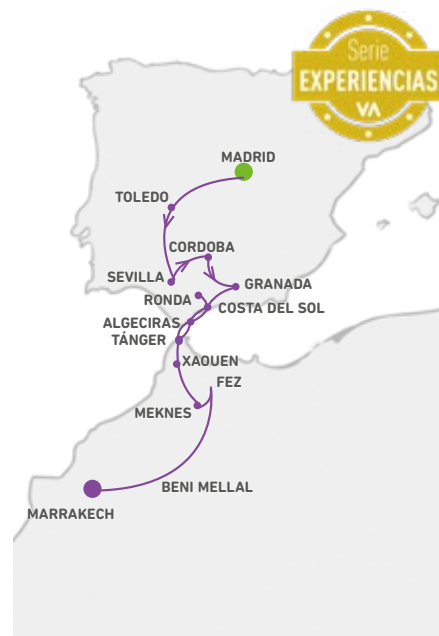 Serie
EXPERIENCIAS
VA
MADRID
TOLEDO
CORDOBA
SEVILLA
GRANADA
RONDA
COSTA DEL SOL
ALGECIRAS
TÁNGER
XAOUEN
FEZ
MEKNES
BENI MELLAL
MARRAKECH